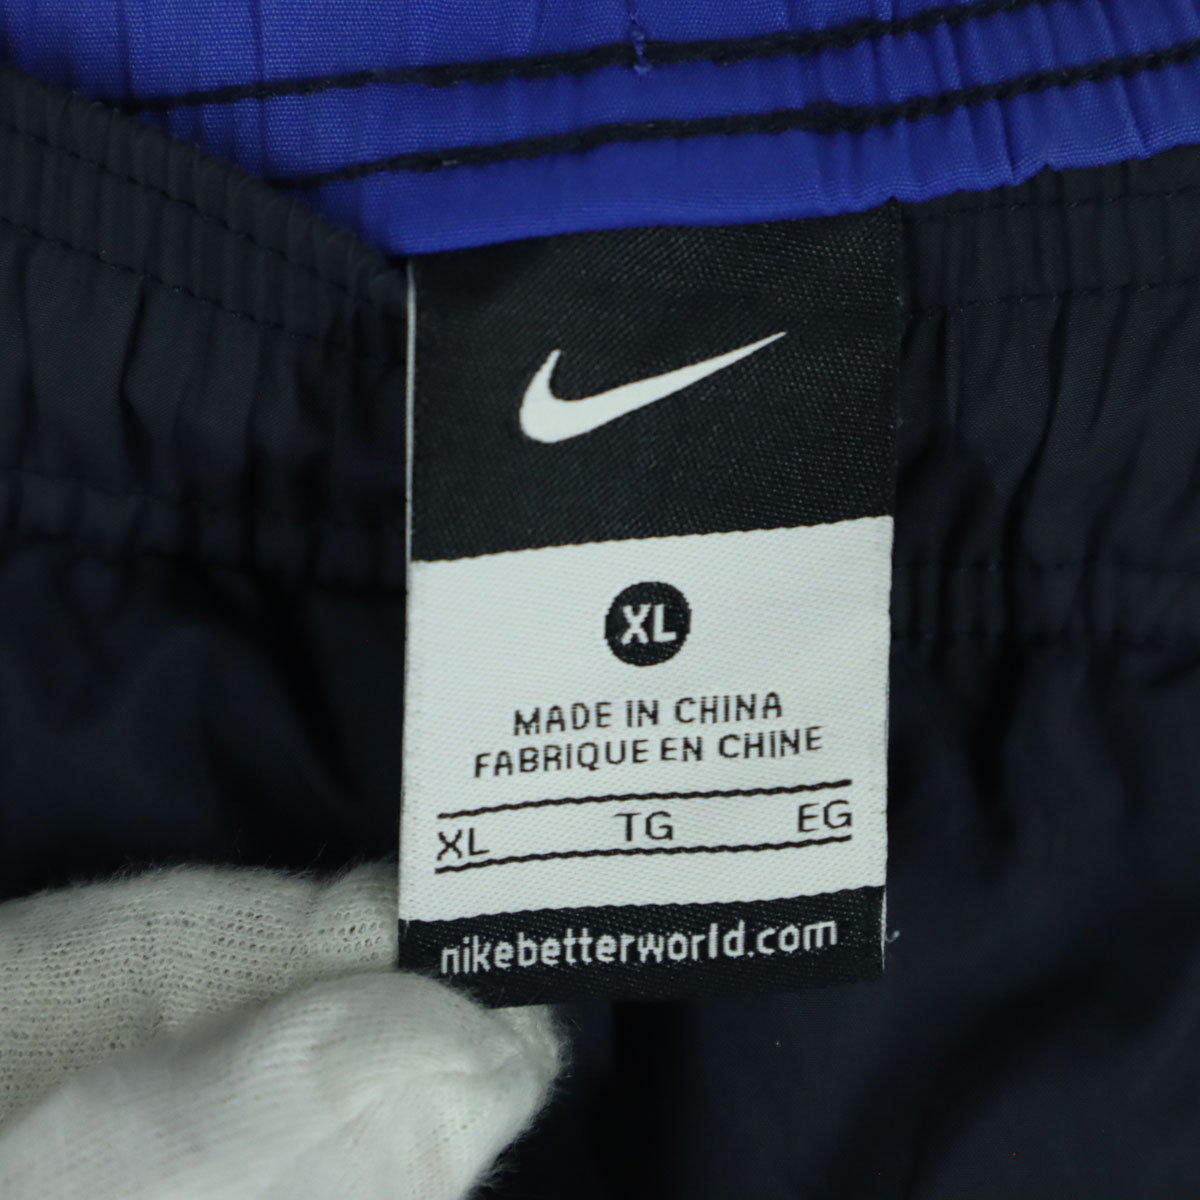 XL
MADE IN CHINA
FABRIQUE EN CHINE
XL TG EG
nikebetterworld.com